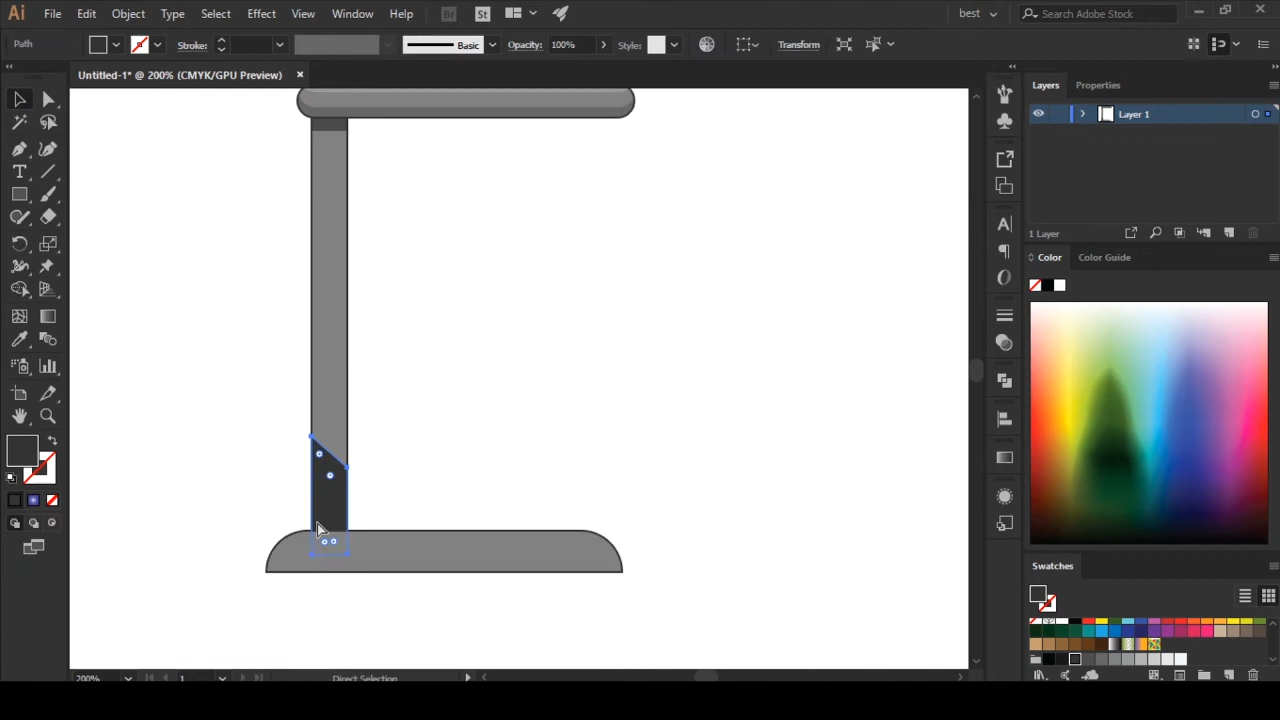 Ai File Edit Object Type Select Effect View Window Help Br St best Search Adobe Stock
Path Stroke: Basic Opacity: 100% Style: Transform
Untitled-1* @ 200% (CMYK/GPU Preview)
Layers Properties
Layer 1
1 Layer
Color Color Guide
Swatches
200% 1 Direct Selection